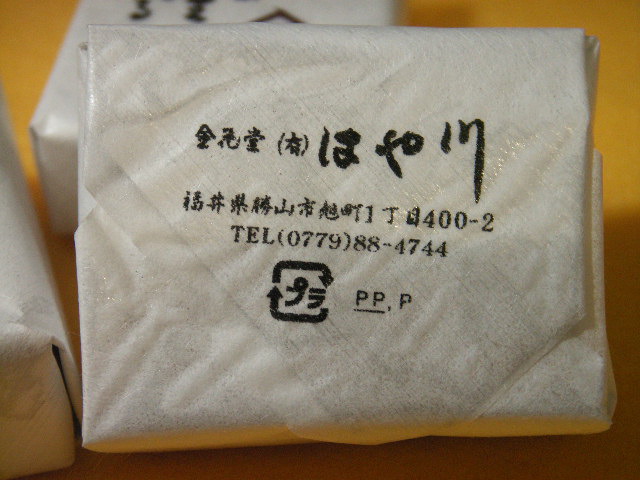 金花堂 (有) はや川
福井県勝山市旭町1丁目400-2
TEL(0779)88-4744
プラ PP, P